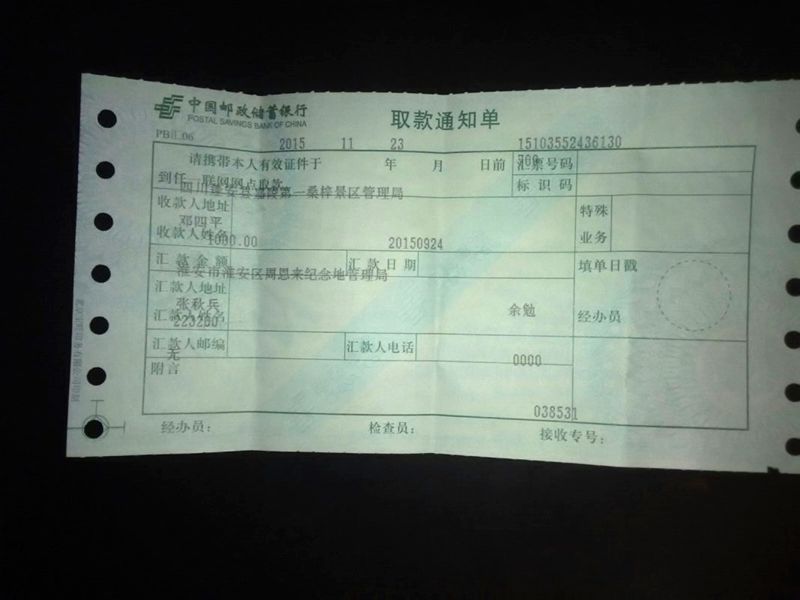 中国邮政储蓄银行
POSTAL SAVINGS BANK OF CHINA
取款通知单
PB汇06
2015 11 23 15103552436130
请携带本人有效证件于 年 月 日前
汇票号码
到任一联网网点取款
标识码
第一桑梓景区管理局
收款人地址
特殊
业务
邓四平
收款人姓名
1000.00 20150924
汇款金额 汇款日期
填单日戳
淮安市淮安区周恩来纪念地管理局
汇款人地址
张秋兵 余勉
汇款人姓名
经办员
223200
汇款人邮编 汇款人电话
无 0000
附言
038531
经办员: 检查员: 接收专号: